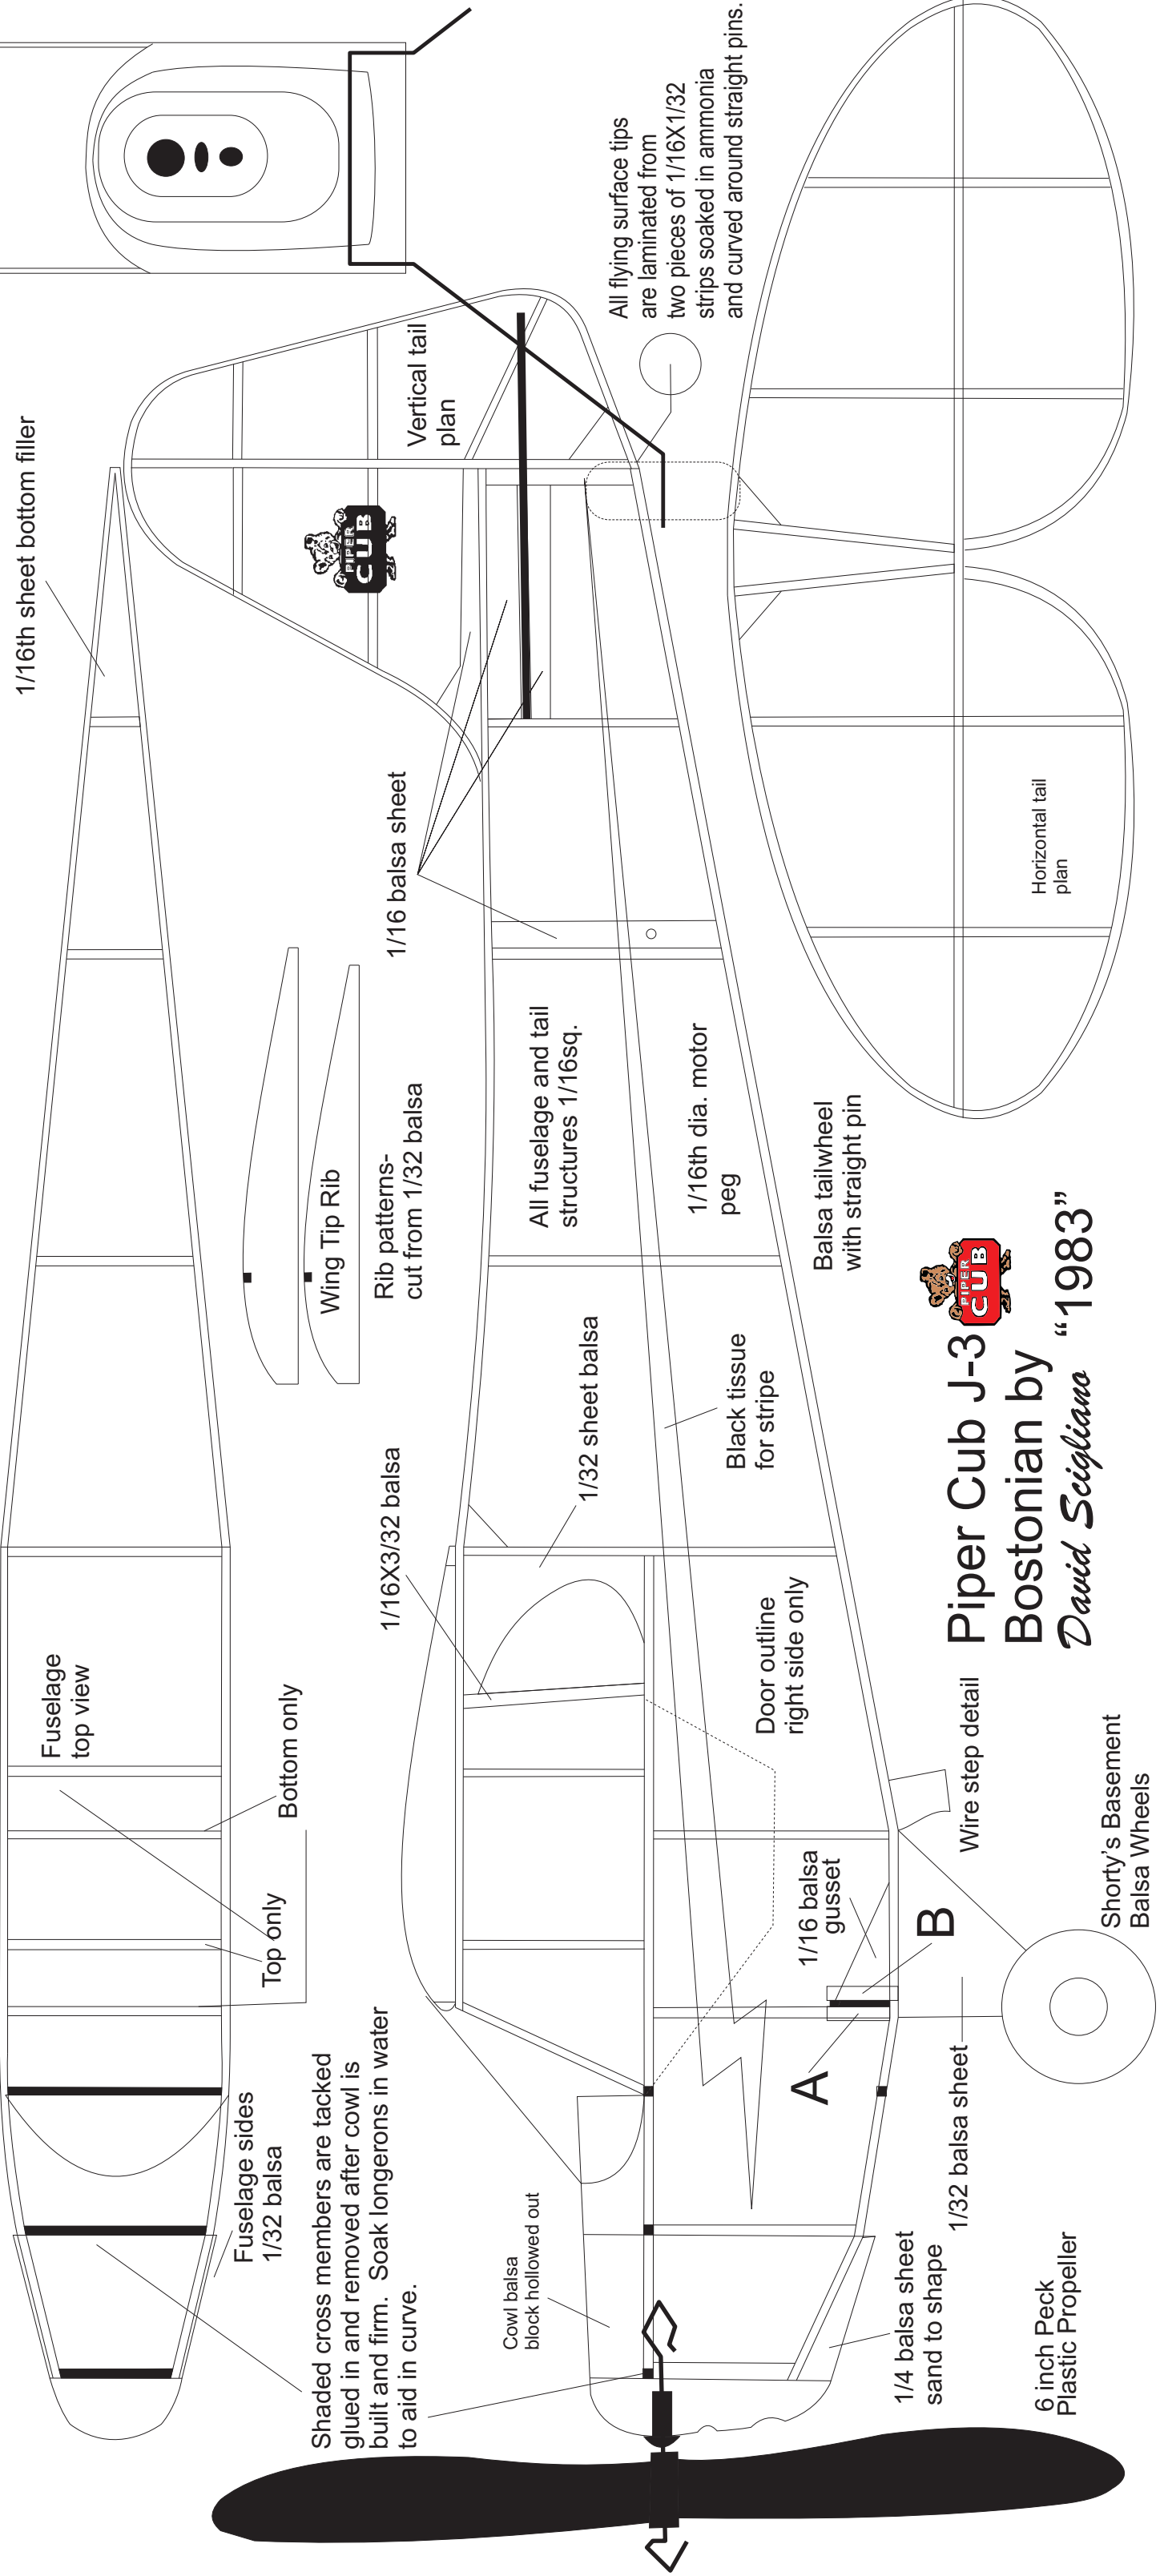 1/16th sheet bottom filler
Fuselage
top view
Bottom only
Top only
Fuselage sides
1/32 balsa
Shaded cross members are tacked
glued in and removed after cowl is
built and firm. Soak longerons in water
to aid in curve.
Wing Tip Rib
Rib patterns-
cut from 1/32 balsa
1/16 balsa sheet
Vertical tail
plan
PIPER
CUB
All flying surface tips
are laminated from
two pieces of 1/16X1/32
strips soaked in ammonia
and curved around straight pins.
1/16X3/32 balsa
1/32 sheet balsa
All fuselage and tail
structures 1/16sq.
1/16th dia. motor
peg
Black tissue
for stripe
Door outline
right side only
Cowl balsa
block hollowed out
1/16 balsa
gusset
A
B
Balsa tailwheel
with straight pin
1/4 balsa sheet
sand to shape
1/32 balsa sheet
Wire step detail
Horizontal tail
plan
Piper Cub J-3
PIPER
CUB
Bostonian by
David Scigliano “1983”
6 inch Peck
Plastic Propeller
Shorty's Basement
Balsa Wheels